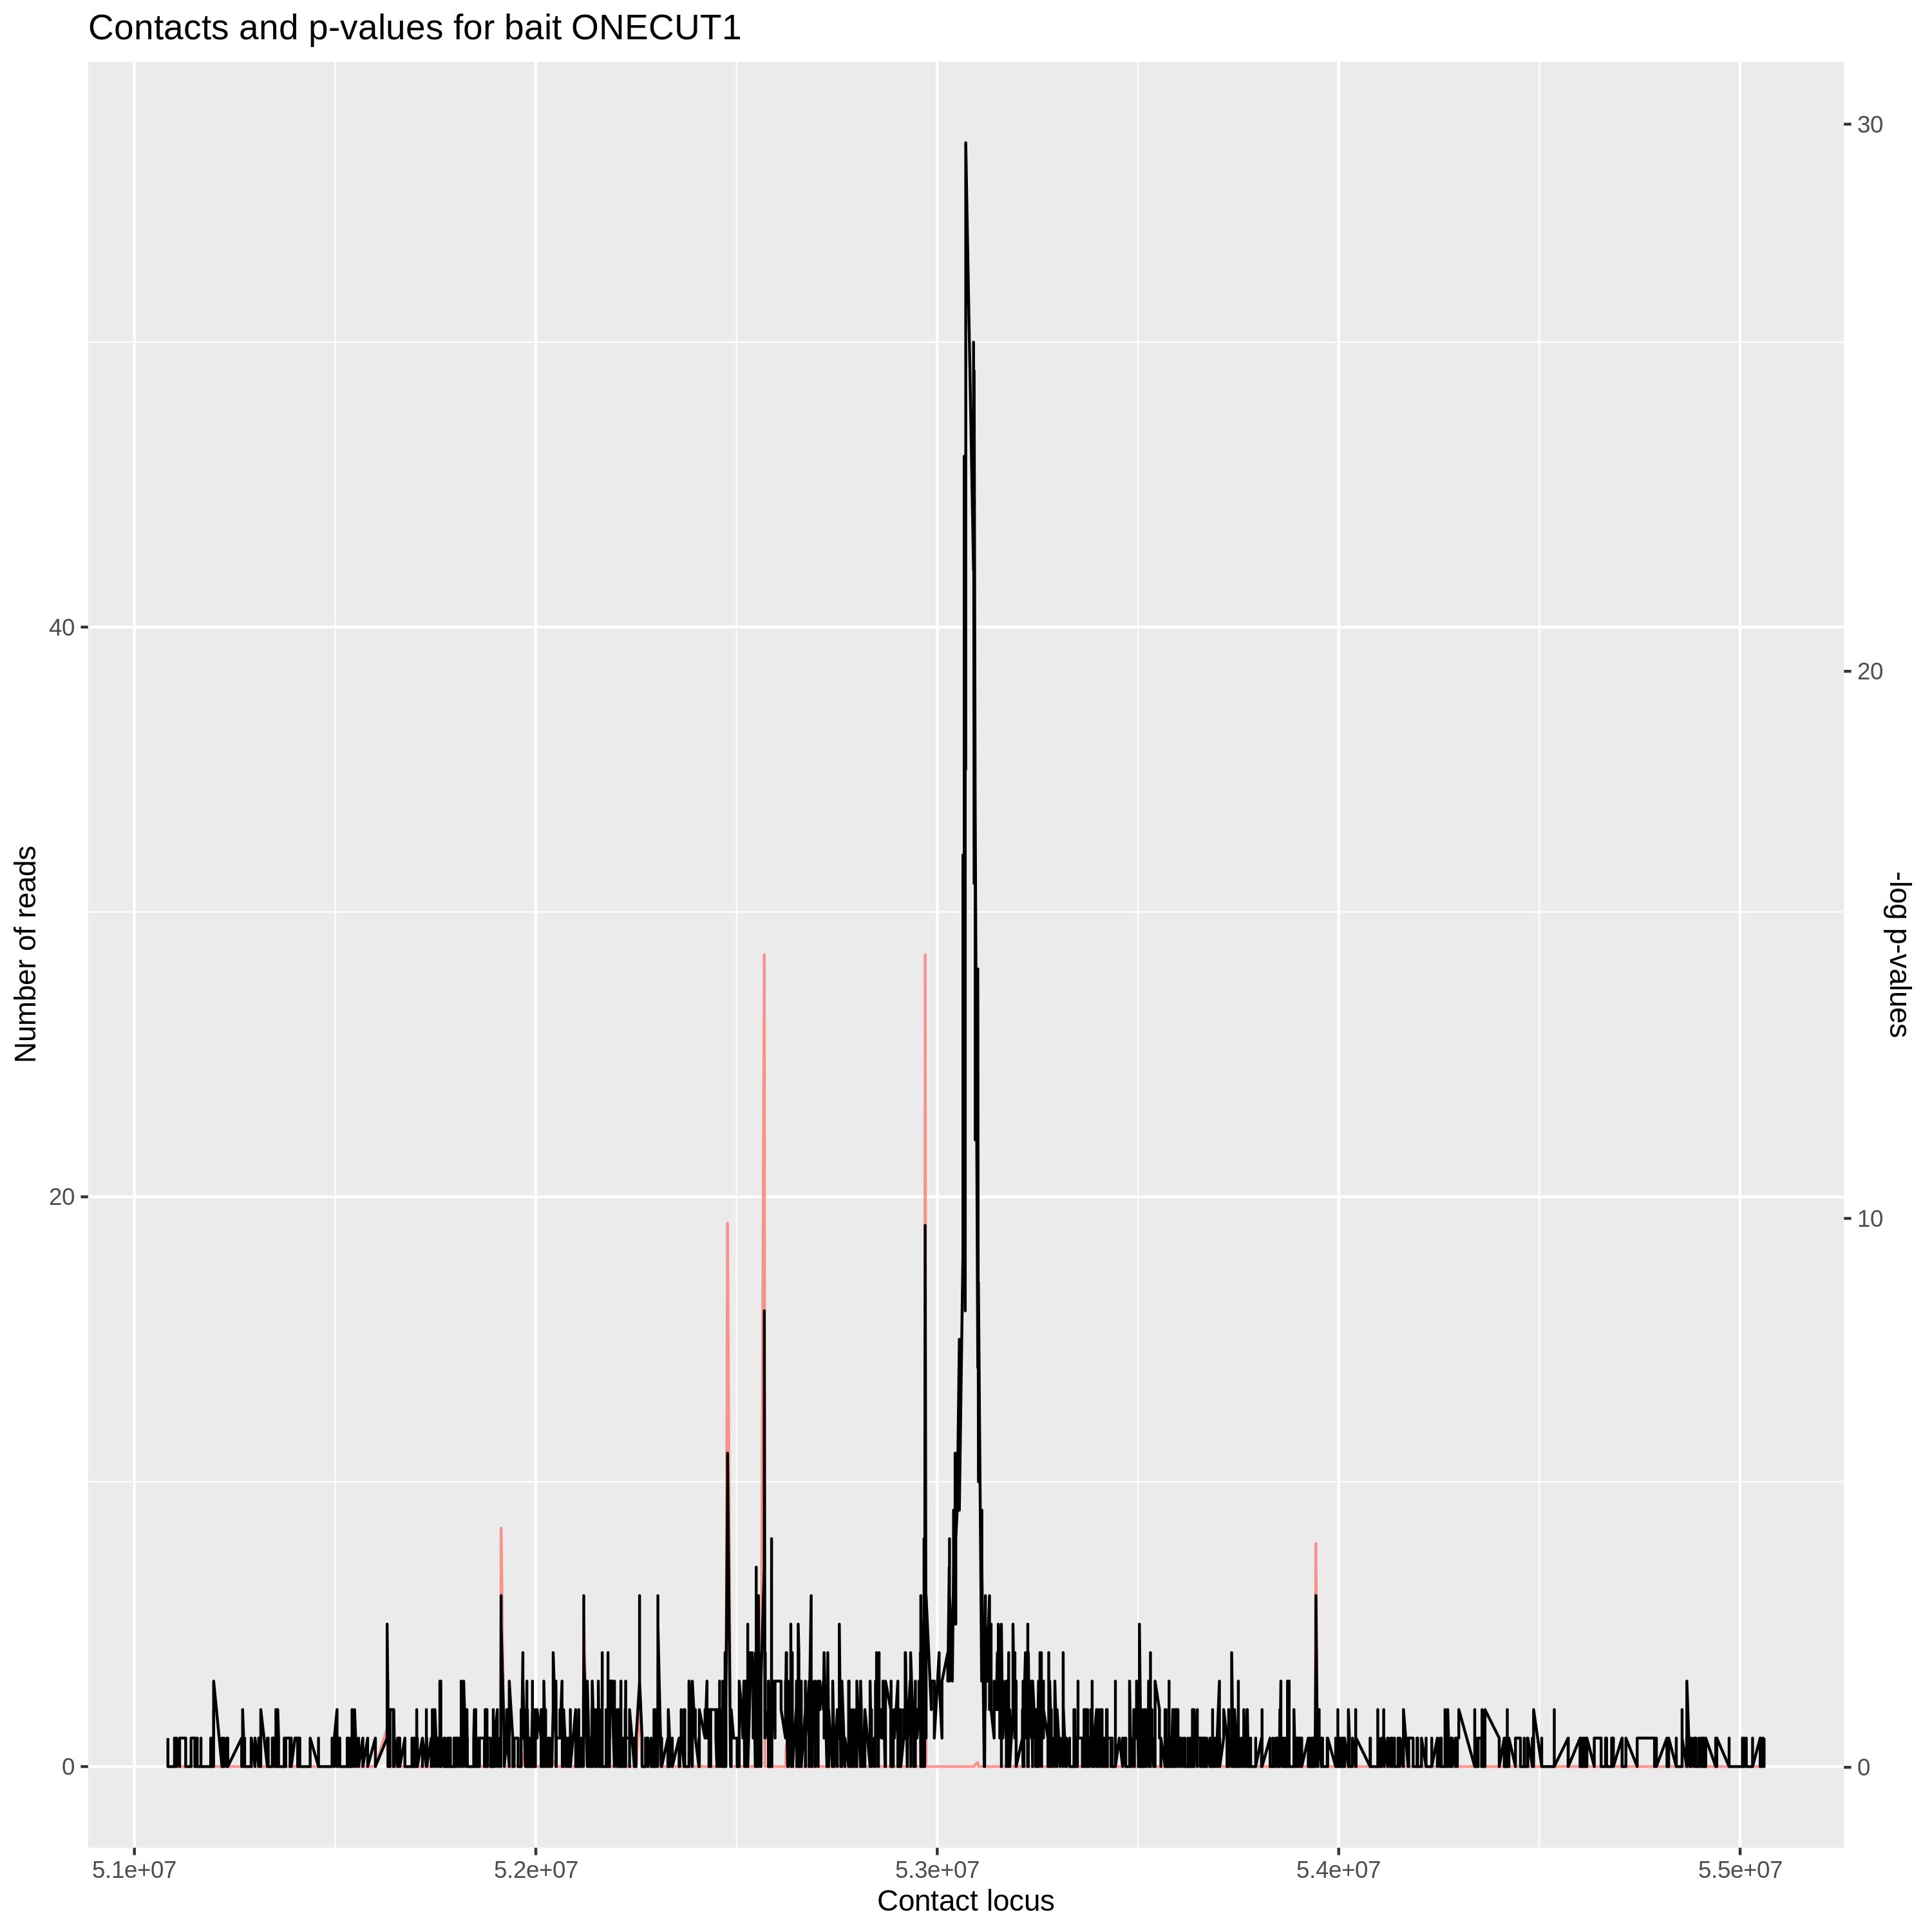 Contacts and p-values for bait ONECUT1
30
40
20
20
10
0
0
Number of reads
-log p-values
5.1e+07
5.2e+07
5.3e+07
5.4e+07
5.5e+07
Contact locus